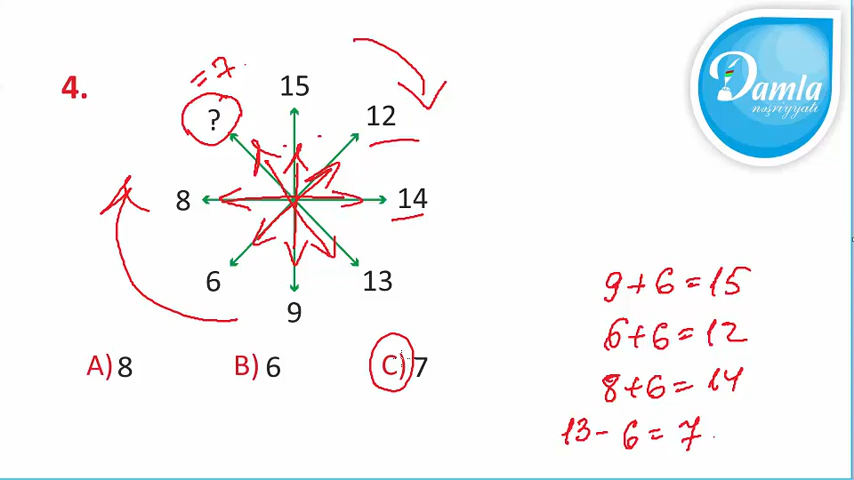 4.
= 7
15
?
12
8
14
6
13
9
A) 8
B) 6
C) 7
9 + 6 = 15
6 + 6 = 12
8 + 6 = 14
13 - 6 = 7
Damla
nəşriyyatı